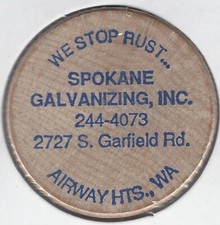 WE STOP RUST...
SPOKANE
GALVANIZING, INC.
244-4073
2727 S. Garfield Rd.
AIRWAY HTS., WA